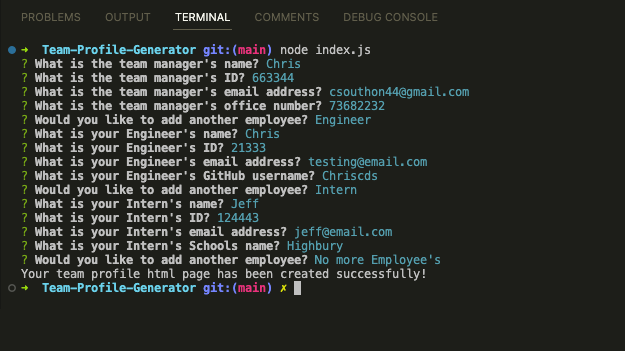 PROBLEMS OUTPUT TERMINAL COMMENTS DEBUG CONSOLE
➜ Team-Profile-Generator git:(main) node index.js
? What is the team manager's name? Chris
? What is the team manager's ID? 663344
? What is the team manager's email address? csouthon44@gmail.com
? What is the team manager's office number? 73682232
? Would you like to add another employee? Engineer
? What is your Engineer's name? Chris
? What is your Engineer's ID? 21333
? What is your Engineer's email address? testing@email.com
? What is your Engineer's GitHub username? Chriscds
? Would you like to add another employee? Intern
? What is your Intern's name? Jeff
? What is your Intern's ID? 124443
? What is your Intern's email address? jeff@email.com
? What is your Intern's Schools name? Highbury
? Would you like to add another employee? No more Employee's
Your team profile html page has been created successfully!
➜ Team-Profile-Generator git:(main) ✗